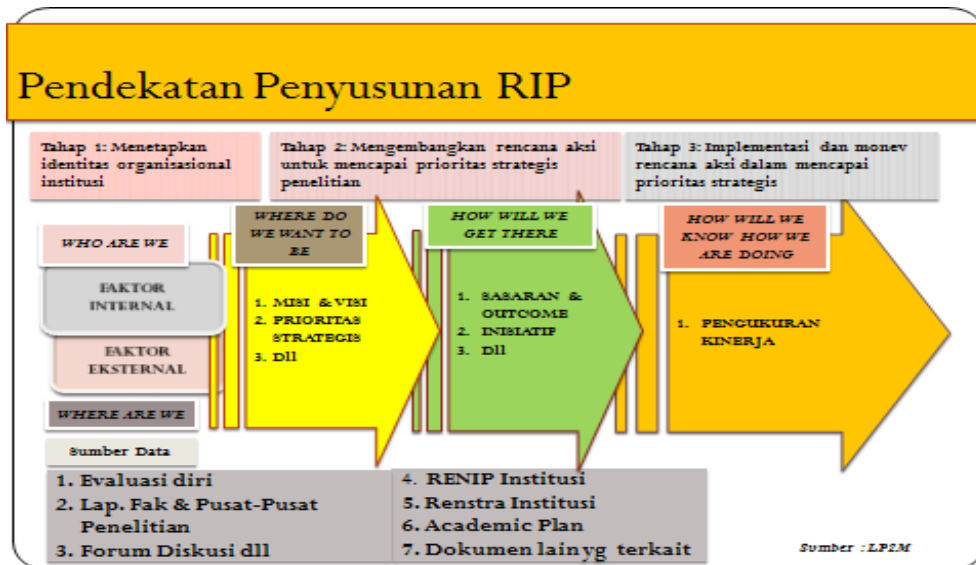 Pendekatan Penyusunan RIP
Tahap 1: Menetapkan
identitas organisasional
institusi
Tahap 2: Mengembangkan rencana aksi
untuk mencapai prioritas strategis
penelitian
Tahap 3: Implementasi dan monev
rencana aksi dalam mencapai
prioritas strategis
WHO ARE WE
FAKTOR
INTERNAL
FAKTOR
EKSTERNAL
WHERE ARE WE
WHERE DO
WE WANT TO
BE
1. MISI & VISI
2. PRIORITAS
STRATEGIS
3. Dll
HOW WILL WE
GET THERE
1. SASARAN &
OUTCOME
2. INISIATIF
3. Dll
HOW WILL WE
KNOW HOW WE
ARE DOING
1. PENGUKURAN
KINERJA
Sumber Data
1. Evaluasi diri
2. Lap. Fak & Pusat-Pusat
Penelitian
3. Forum Diskusi dll
4. RENIP Institusi
5. Renstra Institusi
6. Academic Plan
7. Dokumen lainyg terkait
Sumber : LP2M